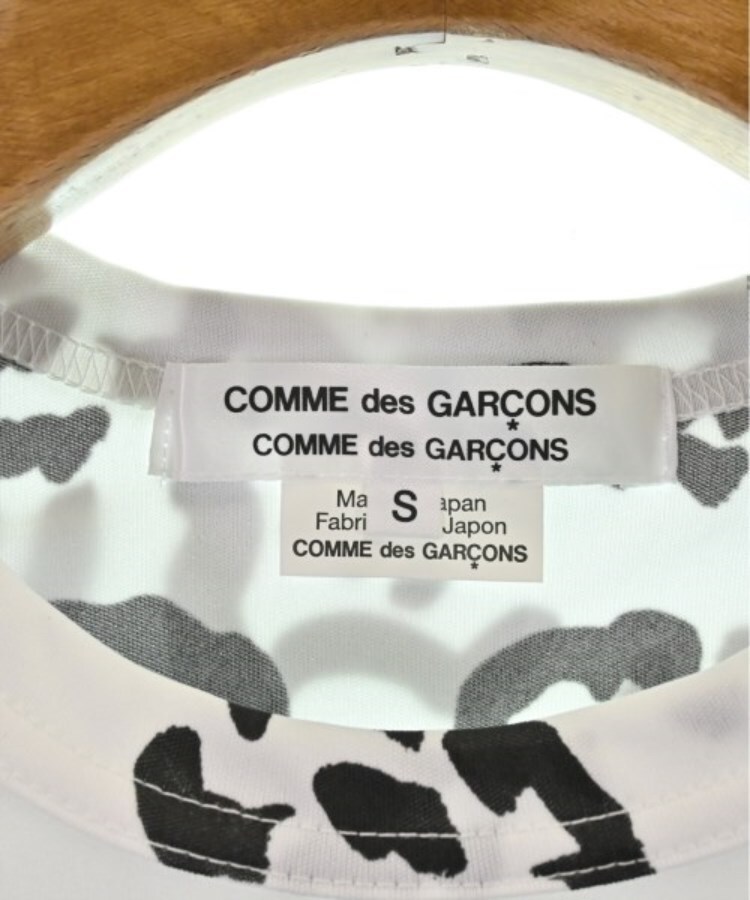 COMME des GARÇONS
*
COMME des GARÇONS
*
S
Ma apan
Fabri Japon
COMME des GARÇONS
*